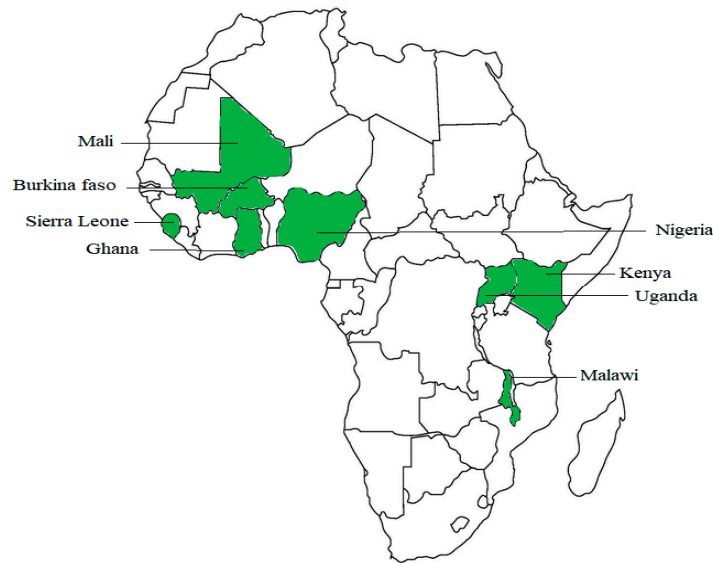 Mali
Burkina faso
Sierra Leone
Ghana
Nigeria
Kenya
Uganda
Malawi